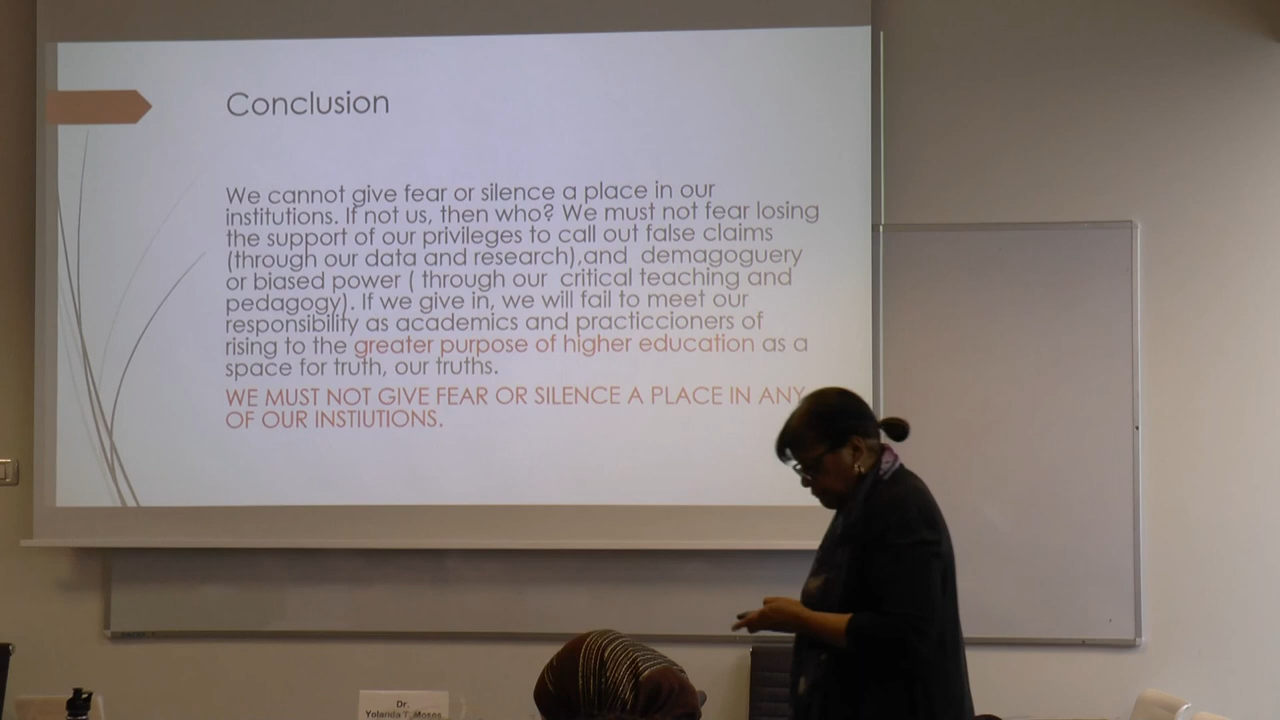 Conclusion
We cannot give fear or silence a place in our
institutions. If not us, then who? We must not fear losing
the support of our privileges to call out false claims
(through our data and research),and demagoguery
or biased power ( through our critical teaching and
pedagogy). If we give in, we will fail to meet our
responsibility as academics and practiccioners of
rising to the greater purpose of higher education as a
space for truth, our truths.
WE MUST NOT GIVE FEAR OR SILENCE A PLACE IN ANY
OF OUR INSTIUTIONS.
Dr.
Yolanda T. Moses